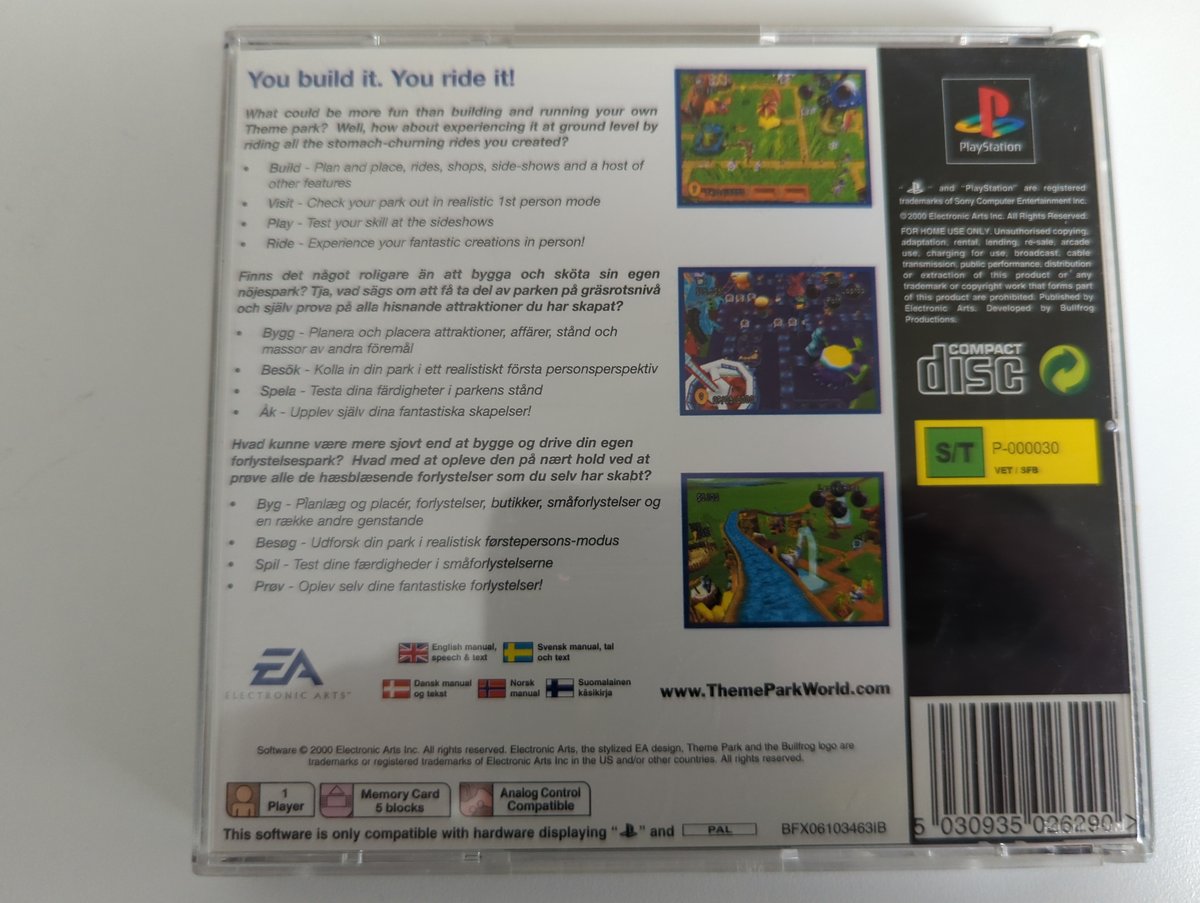 You build it. You ride it!
What could be more fun than building and running your own
Theme park? Well, how about experiencing it at ground level by
riding all the stomach-churning rides you created?
• Build - Plan and place, rides, shops, side-shows and a host of
other features
• Visit - Check your park out in realistic 1st person mode
• Play - Test your skill at the sideshows
• Ride - Experience your fantastic creations in person!
Finns det något roligare än att bygga och sköta sin egen
nöjespark? Tja, vad sägs om att få ta del av parken på gräsrotsnivå
och själv prova på alla hisnande attraktioner du har skapat?
• Bygg - Planera och placera attraktioner, affärer, stånd och
massor av andra föremål
• Besök - Kolla in din park i ett realistiskt första personsperspektiv
• Spela - Testa dina färdigheter i parkens stånd
• Åk - Upplev själv dina fantastiska skapelser!
Hvad kunne være mere sjovt end at bygge og drive din egen
forlystelsespark? Hvad med at opleve den på nært hold ved at
prøve alle de hæsblæsende forlystelser som du selv har skabt?
• Byg - Planlæg og placér, forlystelser, butikker, småforlystelser og
en række andre genstande
• Besøg - Udforsk din park i realistisk førstepersons-modus
• Spil - Test dine færdigheder i småforlystelserne
• Prøv - Oplev selv dine fantastiske forlystelser!
EA
ELECTRONIC ARTS™
English manual,
speech & text
Svensk manual, tal
och text
Dansk manual
og tekst
Norsk
manual
Suomalainen
käsikirja
www.ThemeParkWorld.com
Software © 2000 Electronic Arts Inc. All rights reserved. Electronic Arts, the stylized EA design, Theme Park and the Bullfrog logo are
trademarks or registered trademarks of Electronic Arts Inc in the US and/or other countries. All rights reserved.
1
Player
Memory Card
5 blocks
Analog Control
Compatible
This software is only compatible with hardware displaying " " and PAL
BFX06103463IB
PlayStation
" " and "PlayStation" are registered
trademarks of Sony Computer Entertainment Inc.
©2000 Electronic Arts Inc. All Rights Reserved.
FOR HOME USE ONLY. Unauthorised copying,
adaptation, rental, lending, re-sale, arcade
use, charging for use, broadcast, cable
transmission, public performance, distribution
or extraction of this product or any
trademark or copyright work that forms part
of this product are prohibited. Published by
Electronic Arts. Developed by Bullfrog
Productions.
COMPACT
disc
S/T
P-000030
VET / SFB
5 030935 026290 >